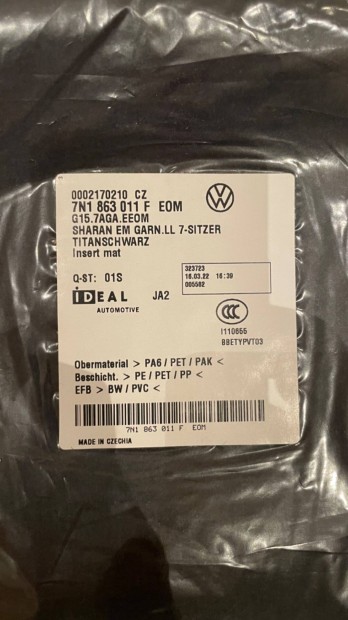 0002170210 CZ
7N1 863 011 F EOM
G15.7AGA.EEOM
SHARAN EM GARN.LL 7-SITZER
TITANSCHWARZ
Insert mat
Q-ST: 01S
323723
16.03.22 16:39
005582
IDEAL JA2
AUTOMOTIVE
CCC
I110655
BBETYPVT03
Obermaterial > PA6/PET/PAK <
Beschicht. > PE/PET/PP <
EFB > BW/PVC <
7N1 863 011 F EOM
MADE IN CZECHIA